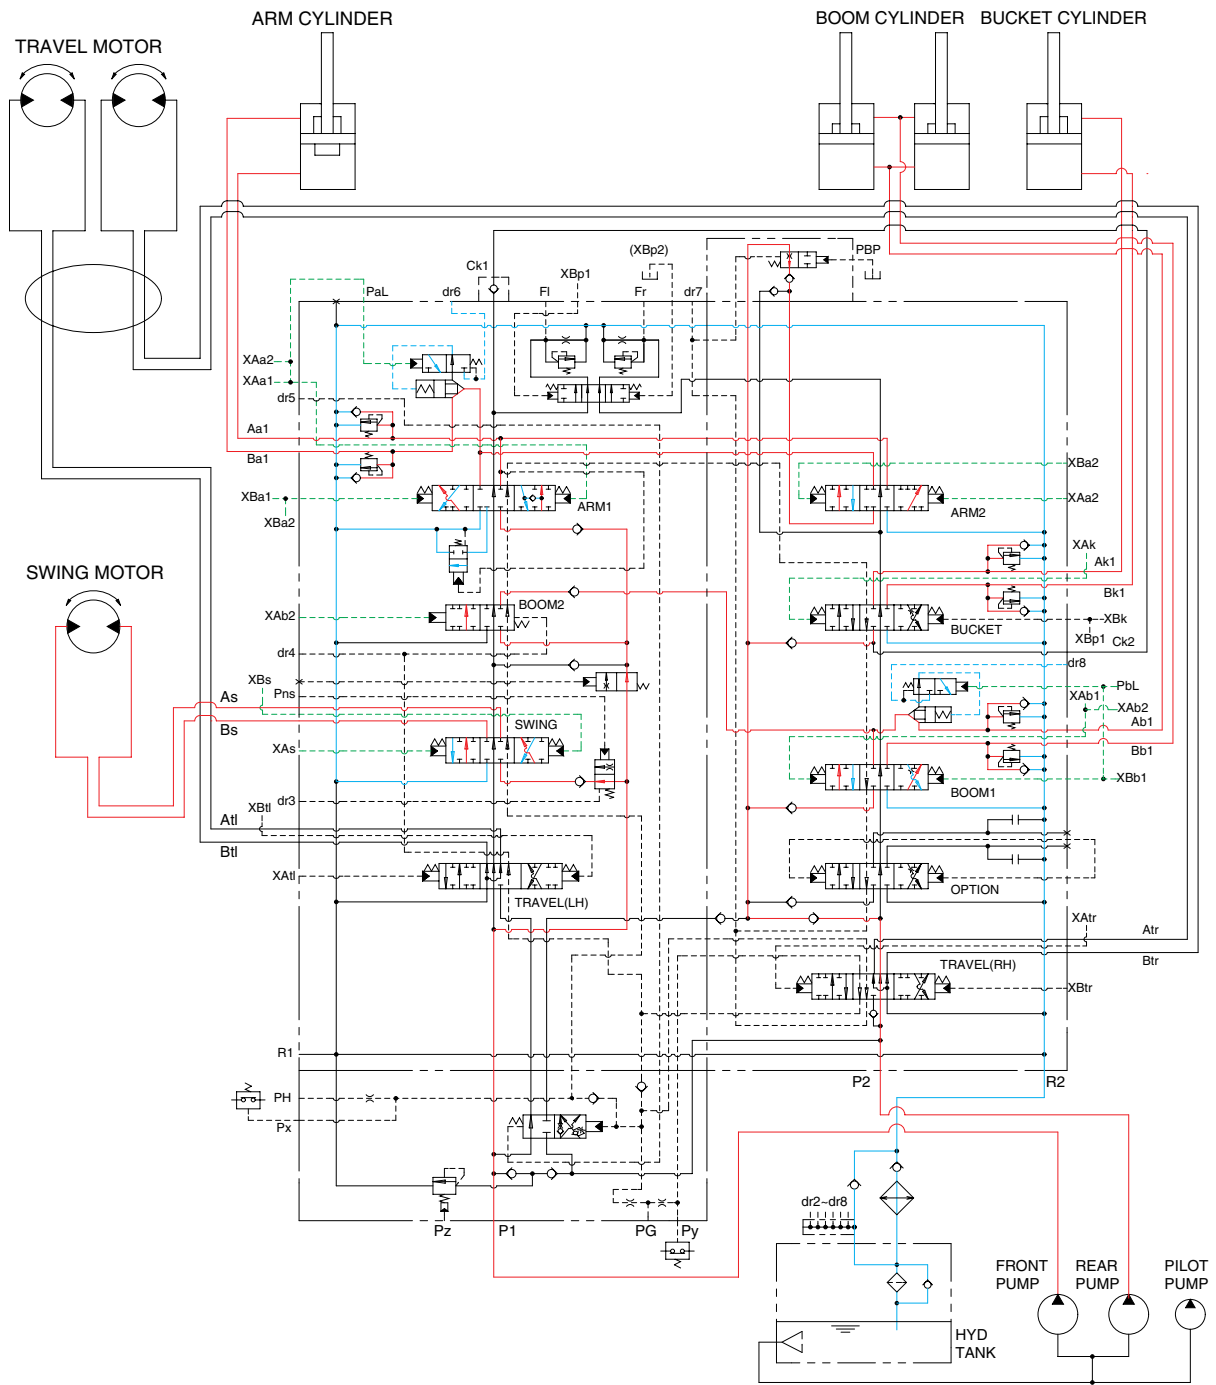 ARM CYLINDER
BOOM CYLINDER
BUCKET CYLINDER
TRAVEL MOTOR
(XBp2)
PBP
Ck1
XBp1
PaL
dr6
Fl
Fr
dr7
XAa2
XAa1
dr5
Aa1
Ba1
XBa2
XBa1
XAa2
XBa2
ARM1
ARM2
XAk
Ak1
SWING MOTOR
Bk1
BOOM2
XAb2
BUCKET
XBk
XBp1
Ck2
dr4
dr8
XBs
Pns
PbL
XAb1
XAb2
As
Bs
SWING
Ab1
XAs
Bb1
XBb1
BOOM1
dr3
XBtl
Atl
Btl
XAtl
OPTION
TRAVEL(LH)
XAtr
Atr
TRAVEL(RH)
Btr
XBtr
R1
P2
R2
PH
Px
dr2~dr8
Pz
P1
PG
Py
FRONT
PUMP
REAR
PUMP
PILOT
PUMP
HYD
TANK